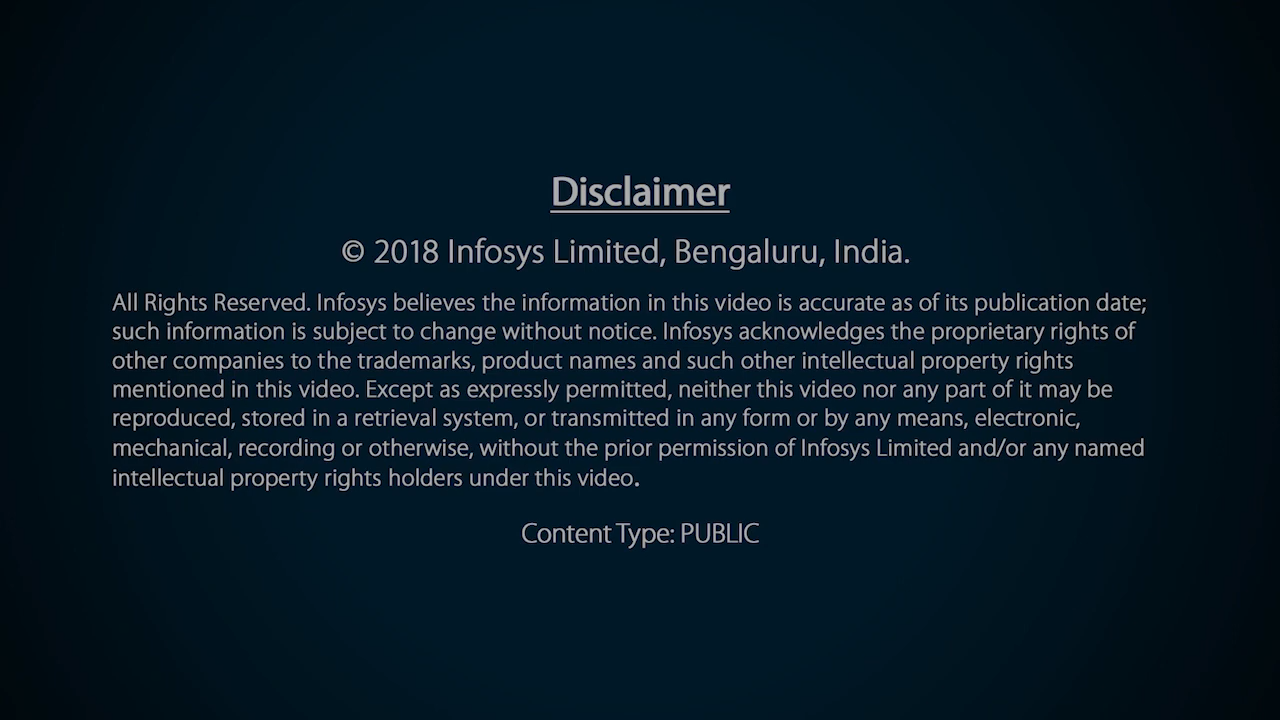 Disclaimer
© 2018 Infosys Limited, Bengaluru, India.
All Rights Reserved. Infosys believes the information in this video is accurate as of its publication date;
such information is subject to change without notice. Infosys acknowledges the proprietary rights of
other companies to the trademarks, product names and such other intellectual property rights
mentioned in this video. Except as expressly permitted, neither this video nor any part of it may be
reproduced, stored in a retrieval system, or transmitted in any form or by any means, electronic,
mechanical, recording or otherwise, without the prior permission of Infosys Limited and/or any named
intellectual property rights holders under this video.
Content Type: PUBLIC